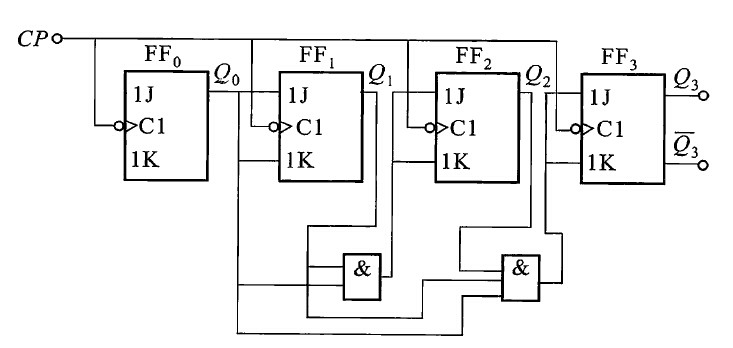 CP
FF₀ Q₀ FF₁ Q₁ FF₂ Q₂ FF₃ Q₃
1J 1J 1J 1J
C1 C1 C1 C1
1K 1K 1K 1K Q̅₃
& &